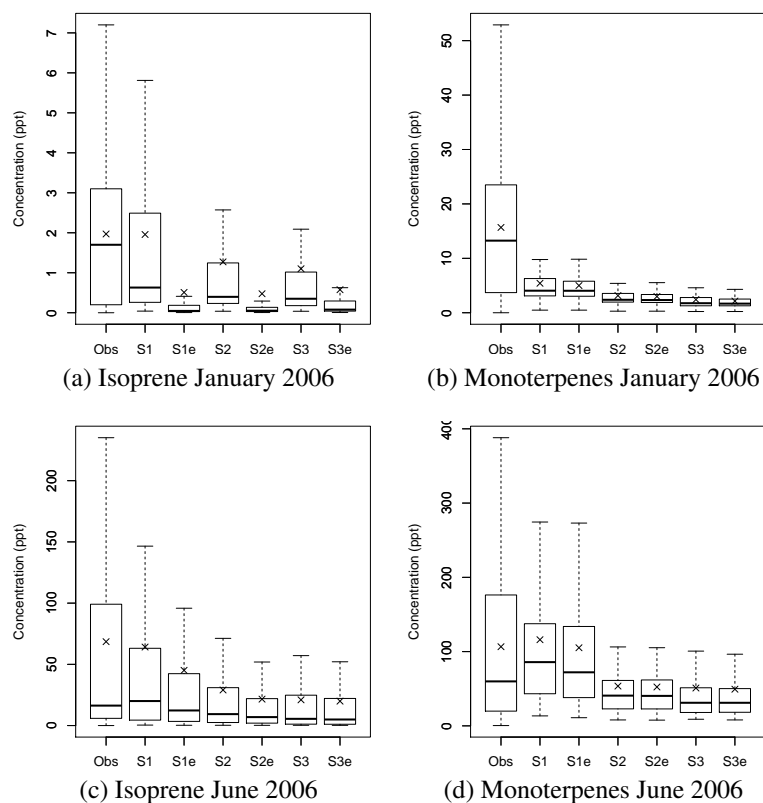 Concentration (ppt)
0
1
2
3
4
5
6
7
Obs S1 S1e S2 S2e S3 S3e
(a) Isoprene January 2006
Concentration (ppt)
0
10
20
30
40
50
Obs S1 S1e S2 S2e S3 S3e
(b) Monoterpenes January 2006
Concentration (ppt)
0
50
100
150
200
Obs S1 S1e S2 S2e S3 S3e
(c) Isoprene June 2006
Concentration (ppt)
0
100
200
300
400
Obs S1 S1e S2 S2e S3 S3e
(d) Monoterpenes June 2006